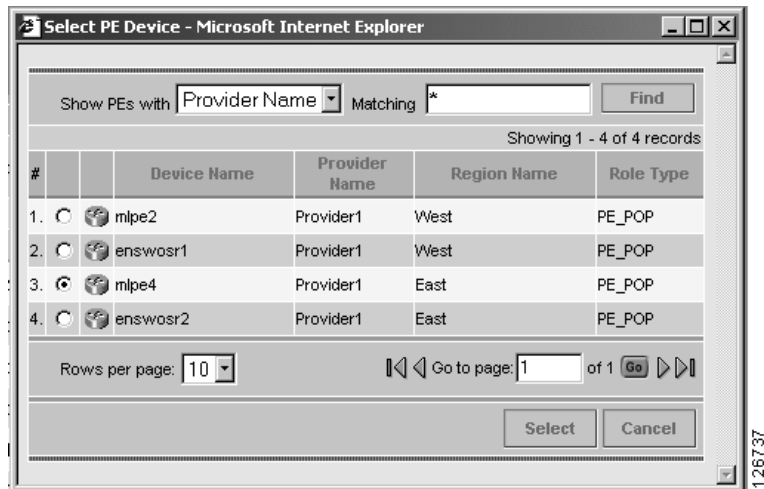 Select PE Device - Microsoft Internet Explorer
Show PEs with Provider Name Matching * Find
Showing 1 - 4 of 4 records
# Device Name Provider Name Region Name Role Type
1. mlpe2 Provider1 West PE_POP
2. enswosr1 Provider1 West PE_POP
3. mlpe4 Provider1 East PE_POP
4. enswosr2 Provider1 East PE_POP
Rows per page: 10 Go to page: 1 of 1 Go
Select Cancel
126737